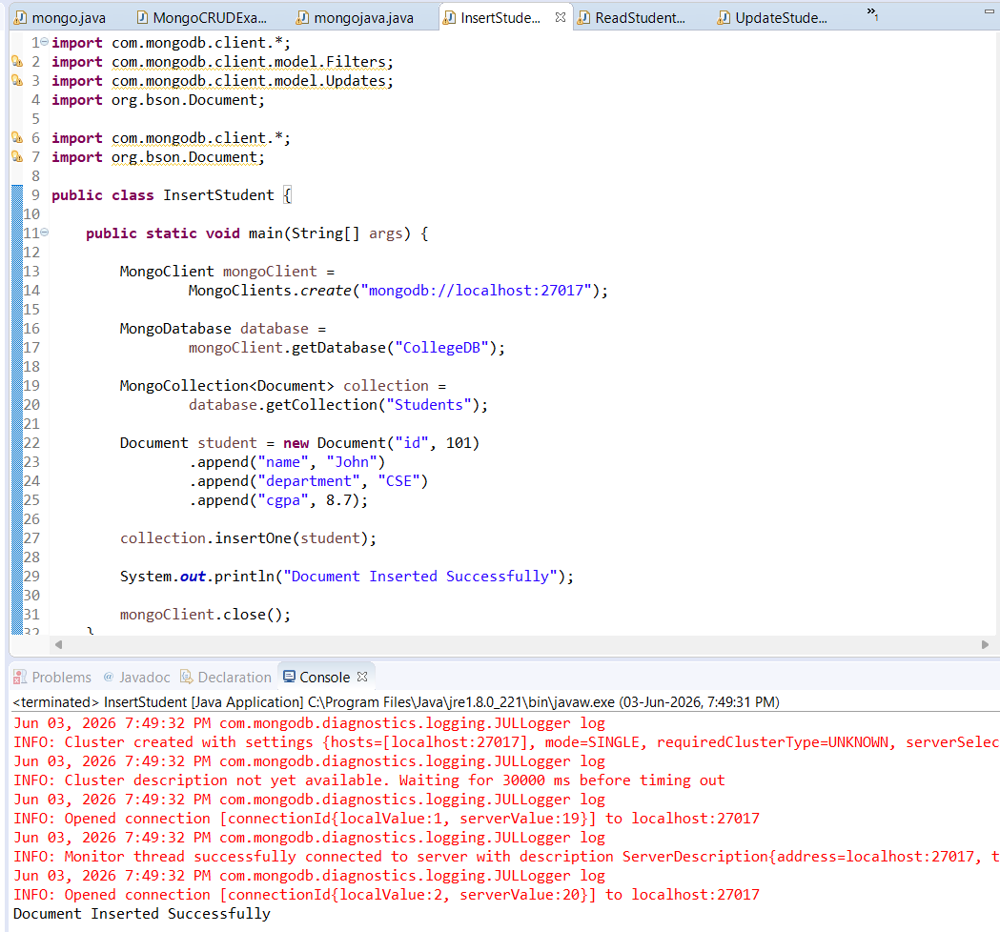 mongo.java MongoCRUDExa... mongojava.java InsertStude... ReadStudent... UpdateStude... »1
1 import com.mongodb.client.*;
2 import com.mongodb.client.model.Filters;
3 import com.mongodb.client.model.Updates;
4 import org.bson.Document;
5
6 import com.mongodb.client.*;
7 import org.bson.Document;
8
9 public class InsertStudent {
10
11     public static void main(String[] args) {
12
13         MongoClient mongoClient =
14                 MongoClients.create("mongodb://localhost:27017");
15
16         MongoDatabase database =
17                 mongoClient.getDatabase("CollegeDB");
18
19         MongoCollection<Document> collection =
20                 database.getCollection("Students");
21
22         Document student = new Document("id", 101)
23                 .append("name", "John")
24                 .append("department", "CSE")
25                 .append("cgpa", 8.7);
26
27         collection.insertOne(student);
28
29         System.out.println("Document Inserted Successfully");
30
31         mongoClient.close();
32     }
Problems @ Javadoc Declaration Console
<terminated> InsertStudent [Java Application] C:\Program Files\Java\jre1.8.0_221\bin\javaw.exe (03-Jun-2026, 7:49:31 PM)
Jun 03, 2026 7:49:32 PM com.mongodb.diagnostics.logging.JULLogger log
INFO: Cluster created with settings {hosts=[localhost:27017], mode=SINGLE, requiredClusterType=UNKNOWN, serverSelec
Jun 03, 2026 7:49:32 PM com.mongodb.diagnostics.logging.JULLogger log
INFO: Cluster description not yet available. Waiting for 30000 ms before timing out
Jun 03, 2026 7:49:32 PM com.mongodb.diagnostics.logging.JULLogger log
INFO: Opened connection [connectionId{localValue:1, serverValue:19}] to localhost:27017
Jun 03, 2026 7:49:32 PM com.mongodb.diagnostics.logging.JULLogger log
INFO: Monitor thread successfully connected to server with description ServerDescription{address=localhost:27017, t
Jun 03, 2026 7:49:32 PM com.mongodb.diagnostics.logging.JULLogger log
INFO: Opened connection [connectionId{localValue:2, serverValue:20}] to localhost:27017
Document Inserted Successfully